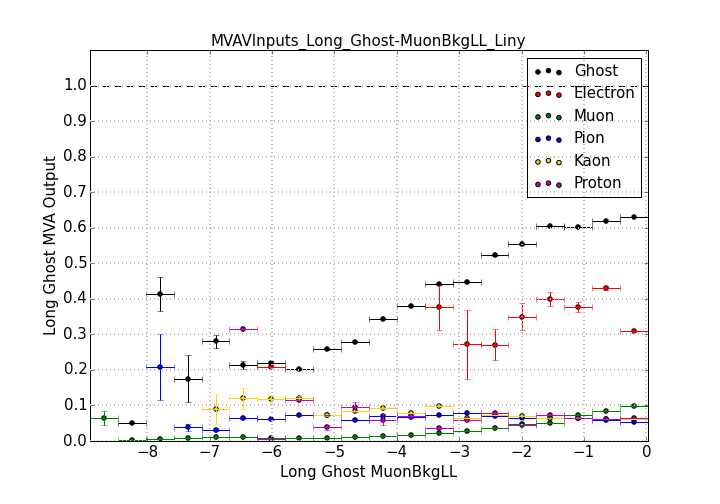 MVAVInputs_Long_Ghost-MuonBkgLL_Liny
Long Ghost MVA Output
1.0
0.9
0.8
0.7
0.6
0.5
0.4
0.3
0.2
0.1
0.0
Ghost
Electron
Muon
Pion
Kaon
Proton
−8 −7 −6 −5 −4 −3 −2 −1 0
Long Ghost MuonBkgLL